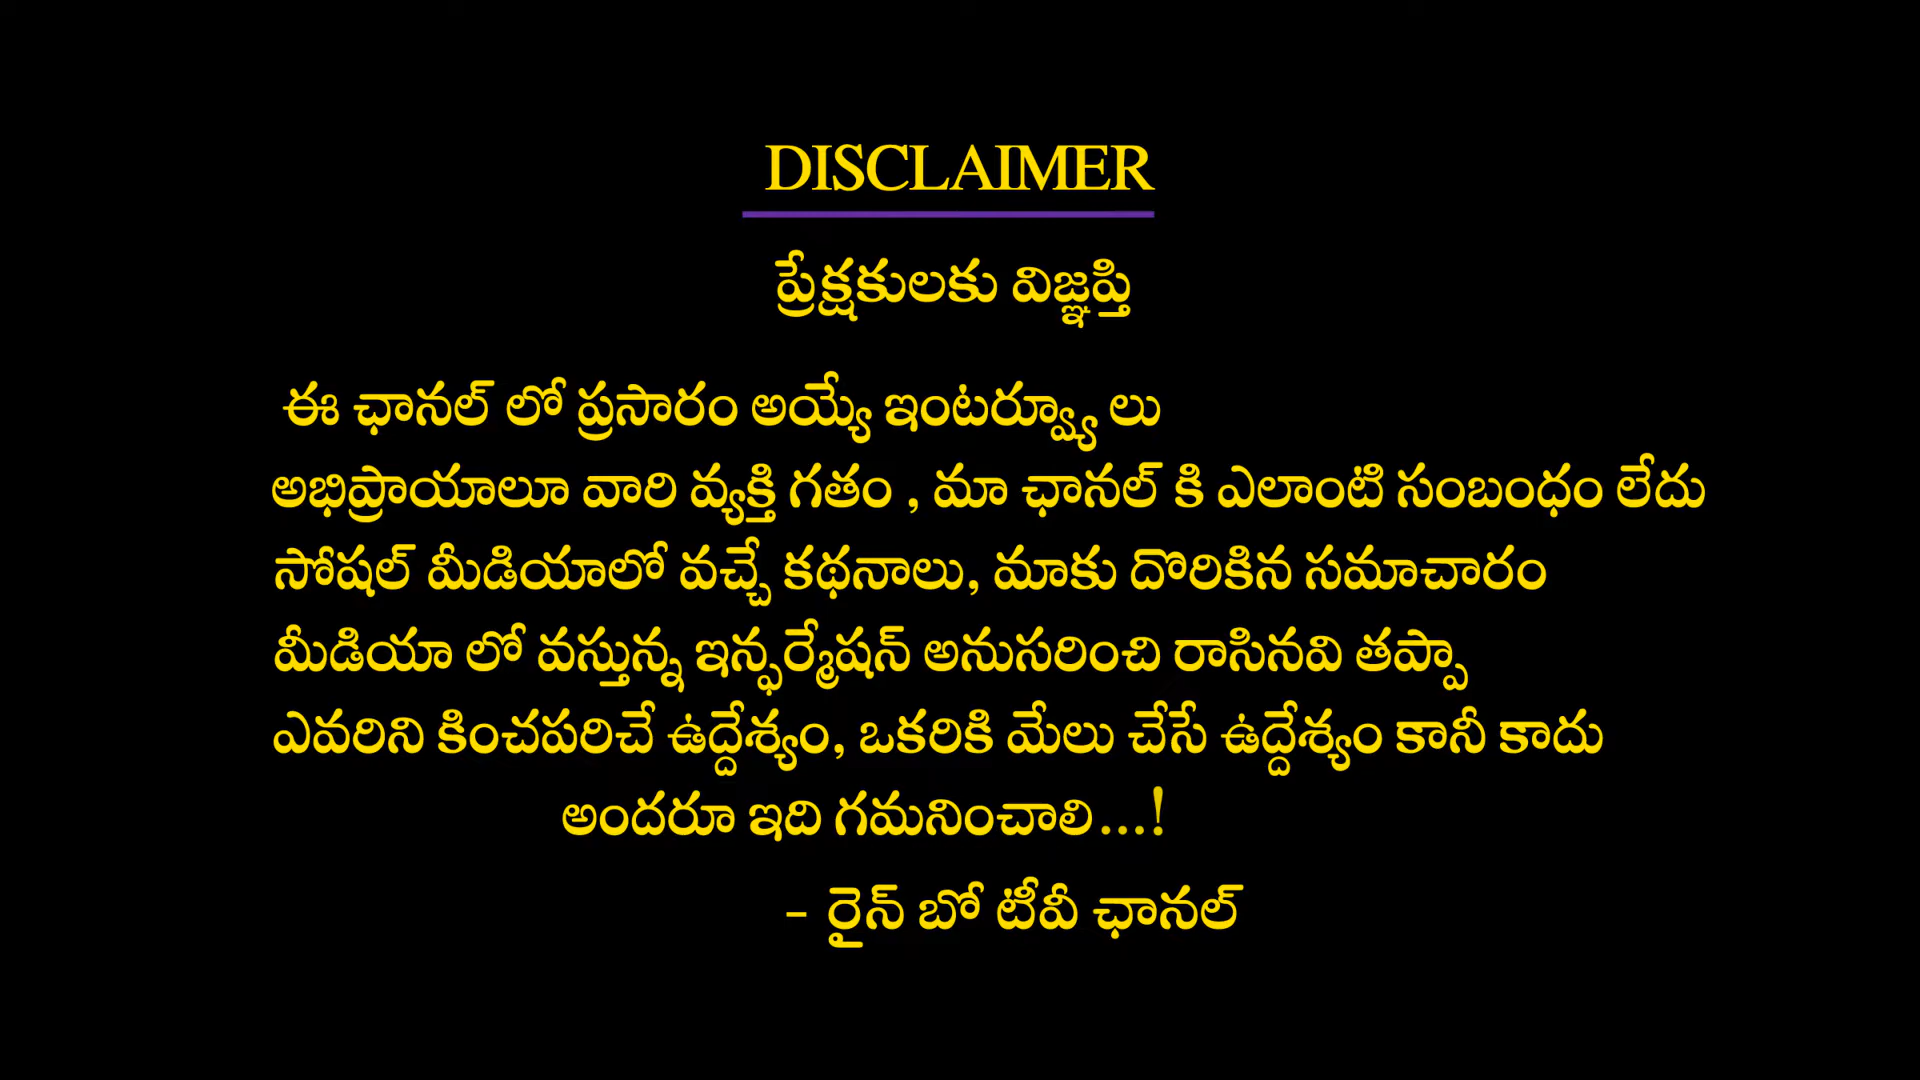 DISCLAIMER
ప్రేక్షకులకు విజ్ఞప్తి
ఈ ఛానల్ లో ప్రసారం అయ్యే ఇంటర్వ్యూ లు
అభిప్రాయాలూ వారి వ్యక్తి గతం , మా ఛానల్ కి ఎలాంటి సంబంధం లేదు
సోషల్ మీడియాలో వచ్చే కథనాలు, మాకు దొరికిన సమాచారం
మీడియా లో వస్తున్న ఇన్ఫర్మేషన్ అనుసరించి రాసినవి తప్పా
ఎవరిని కించపరిచే ఉద్దేశ్యం, ఒకరికి మేలు చేసే ఉద్దేశ్యం కానీ కాదు
అందరూ ఇది గమనించాలి...!
- రైన్ బో టీవీ ఛానల్